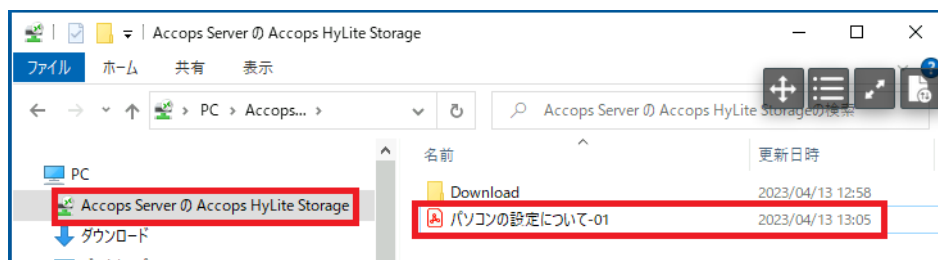 Accops Server の Accops HyLite Storage
ファイル ホーム 共有 表示
PC Accops... Accops Server の Accops HyLite Storageの検索
名前 更新日時
PC
Accops Server の Accops HyLite Storage
ダウンロード
Download 2023/04/13 12:58
パソコンの設定について-01 2023/04/13 13:05